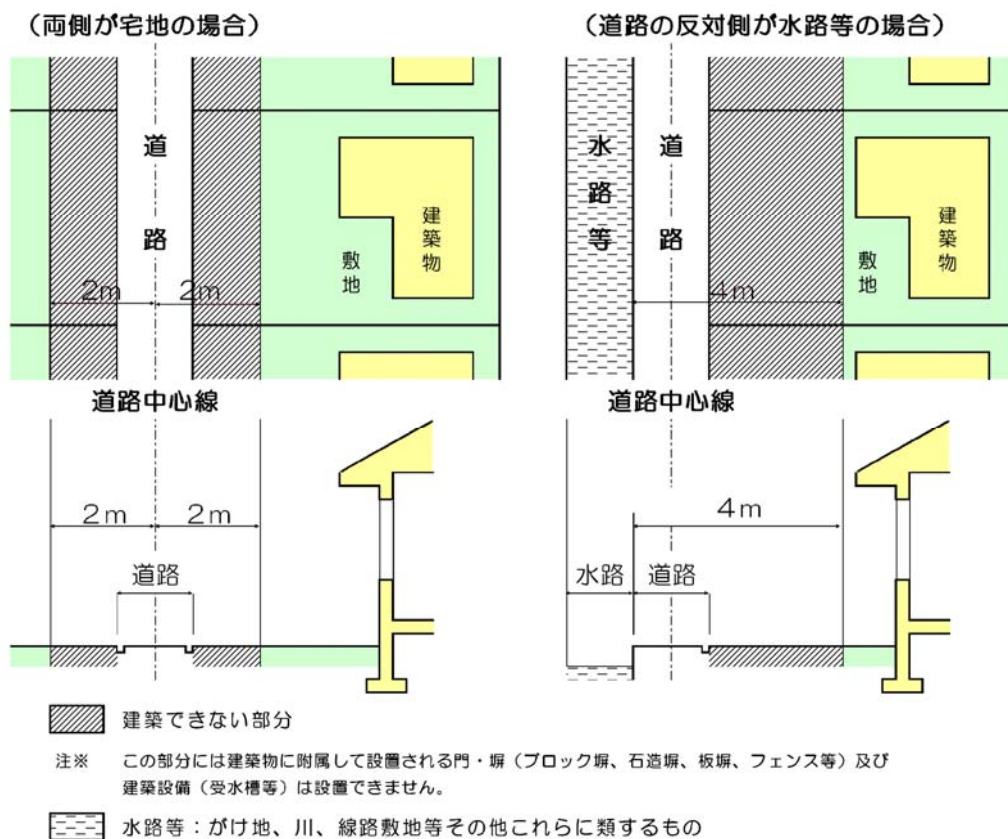 （両側が宅地の場合）
道路
2m
2m
敷地
建築物
道路中心線
2m
2m
道路
（道路の反対側が水路等の場合）
水路等
道路
4m
敷地
建築物
道路中心線
4m
水路
道路
建築できない部分
注※ この部分には建築物に附属して設置される門・塀（ブロック塀、石造塀、板塀、フェンス等）及び
建築設備（受水槽等）は設置できません。
水路等：がけ地、川、線路敷地等その他これらに類するもの